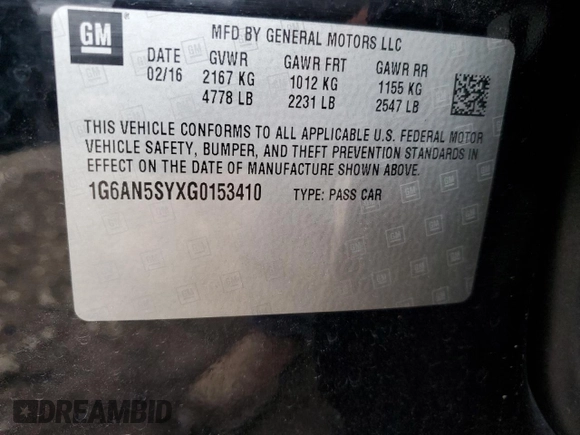 GM
®
MFD BY GENERAL MOTORS LLC
DATE GVWR GAWR FRT GAWR RR
02/16 2167 KG 1012 KG 1155 KG
4778 LB 2231 LB 2547 LB
THIS VEHICLE CONFORMS TO ALL APPLICABLE U.S. FEDERAL MOTOR
VEHICLE SAFETY, BUMPER, AND THEFT PREVENTION STANDARDS IN
EFFECT ON THE DATE OF MANUFACTURE SHOWN ABOVE.
1G6AN5SYXG0153410 TYPE: PASS CAR
DREAMBID